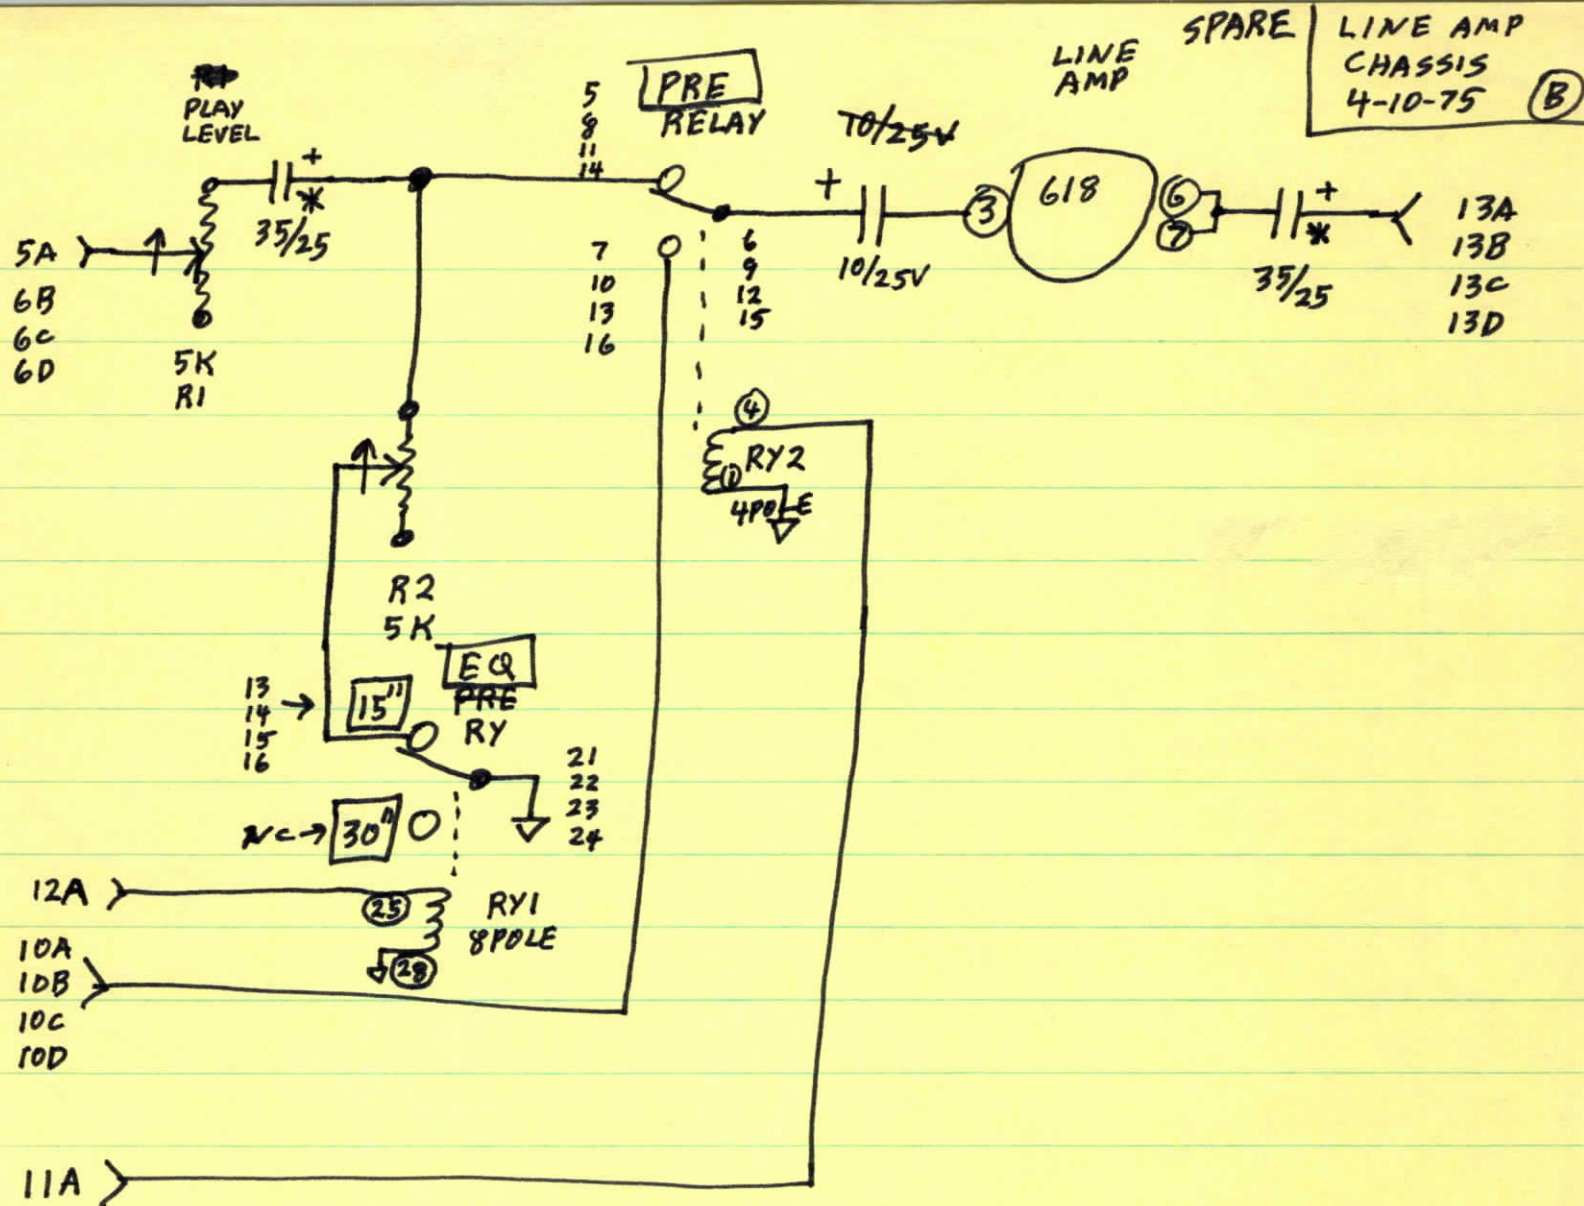 SPARE
LINE AMP
CHASSIS
4-10-75
B
R1
PLAY
LEVEL
+
*
35/25
5A
6B
6C
6D
5K
R1
5
8
11
14
PRE
RELAY
7
10
13
16
6
9
12
15
10/25V
+
10/25V
LINE
AMP
3
618
6
7
+
*
35/25
13A
13B
13C
13D
4
RY2
1
4POLE
R2
5K
EQ
PRE
RY
13
14
15
16
15"
21
22
23
24
NC
30"
12A
25
RY1
8POLE
28
10A
10B
10C
10D
11A